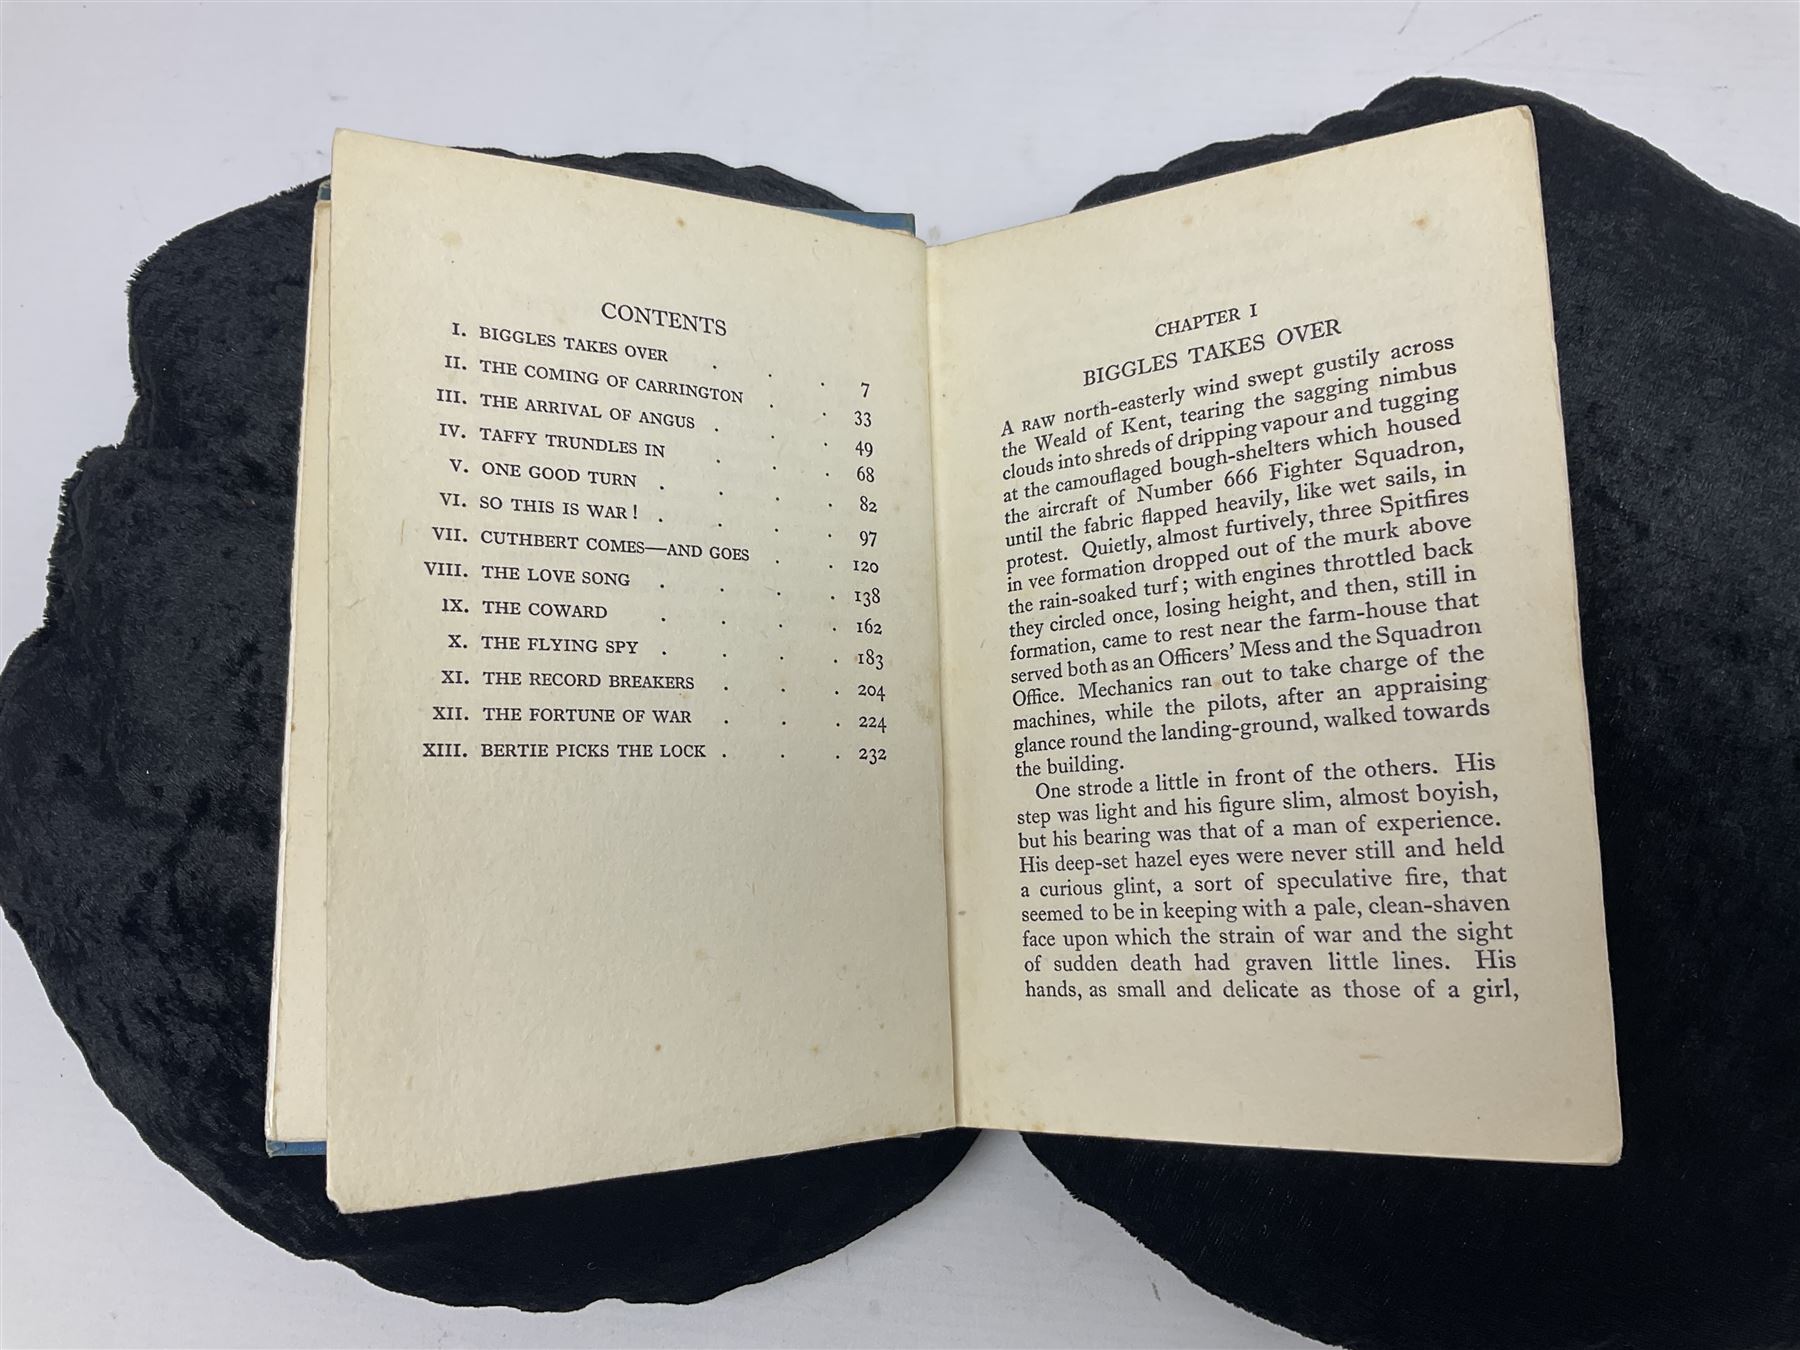 CONTENTS
I. BIGGLES TAKES OVER . . . 7
II. THE COMING OF CARRINGTON . . 33
III. THE ARRIVAL OF ANGUS . . . 49
IV. TAFFY TRUNDLES IN . . . 68
V. ONE GOOD TURN . . . . 82
VI. SO THIS IS WAR! . . . . 97
VII. CUTHBERT COMES—AND GOES . . 120
VIII. THE LOVE SONG . . . . 138
IX. THE COWARD . . . . 162
X. THE FLYING SPY . . . . 183
XI. THE RECORD BREAKERS . . . 204
XII. THE FORTUNE OF WAR . . . 224
XIII. BERTIE PICKS THE LOCK . . . 232
CHAPTER I
BIGGLES TAKES OVER
A RAW north-easterly wind swept gustily across
the Weald of Kent, tearing the sagging nimbus
clouds into shreds of dripping vapour and tugging
at the camouflaged bough-shelters which housed
the aircraft of Number 666 Fighter Squadron,
until the fabric flapped heavily, like wet sails, in
protest. Quietly, almost furtively, three Spitfires
in vee formation dropped out of the murk above
the rain-soaked turf; with engines throttled back
they circled once, losing height, and then, still in
formation, came to rest near the farm-house that
served both as an Officers' Mess and the Squadron
Office. Mechanics ran out to take charge of the
machines, while the pilots, after an appraising
glance round the landing-ground, walked towards
the building.
One strode a little in front of the others. His
step was light and his figure slim, almost boyish,
but his bearing was that of a man of experience.
His deep-set hazel eyes were never still and held
a curious glint, a sort of speculative fire, that
seemed to be in keeping with a pale, clean-shaven
face upon which the strain of war and the sight
of sudden death had graven little lines. His
hands, as small and delicate as those of a girl,